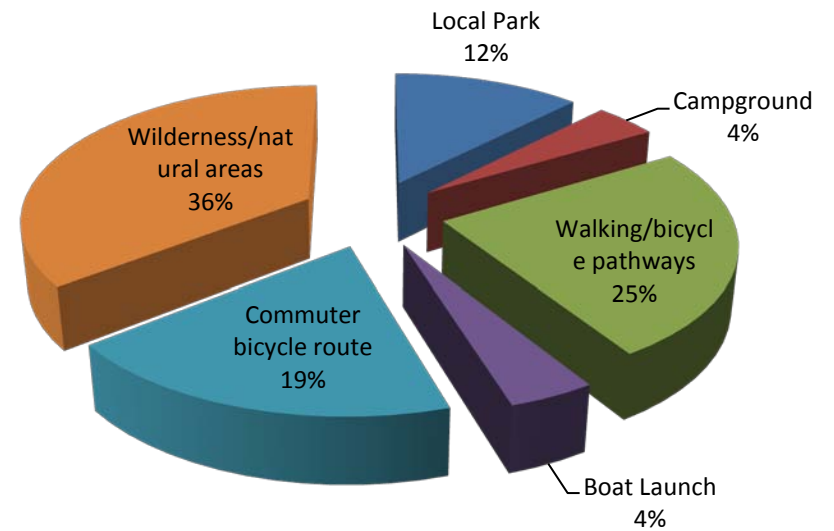 Local Park
12%
Campground
4%
Wilderness/nat
ural areas
36%
Walking/bicycl
e pathways
25%
Commuter
bicycle route
19%
Boat Launch
4%